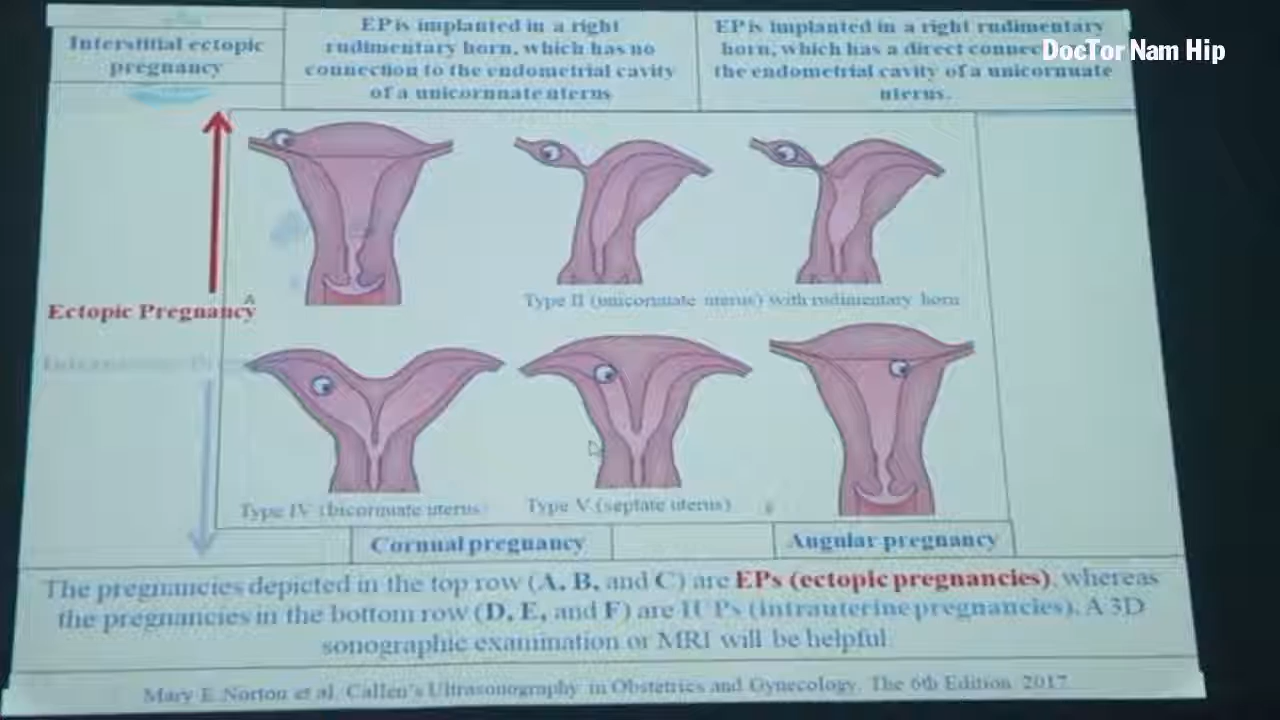 Interstitial ectopic
pregnancy
EP is implanted in a right
rudimentary horn, which has no
connection to the endometrial cavity
of a unicornnate uterus
EP is implanted in a right rudimentary
horn, which has a direct
the endometrial cavity of a unicornuate
uterus.
DocTor Nam Hip
Ectopic Pregnancy
A
Type II (unicornuate uterus) with rudimentary horn
Type IV (bicornuate uterus)
Type V (septate uterus)
Cornual pregnancy
Angular pregnancy
The pregnancies depicted in the top row (A, B, and C) are EPs (ectopic pregnancies), whereas
the pregnancies in the bottom row (D, E, and F) are IUPs (intrauterine pregnancies). A 3D
sonographic examination or MRI will be helpful.
Mary E Norton et al. Callen's Ultrasonography in Obstetrics and Gynecology. The 6th Edition 2017